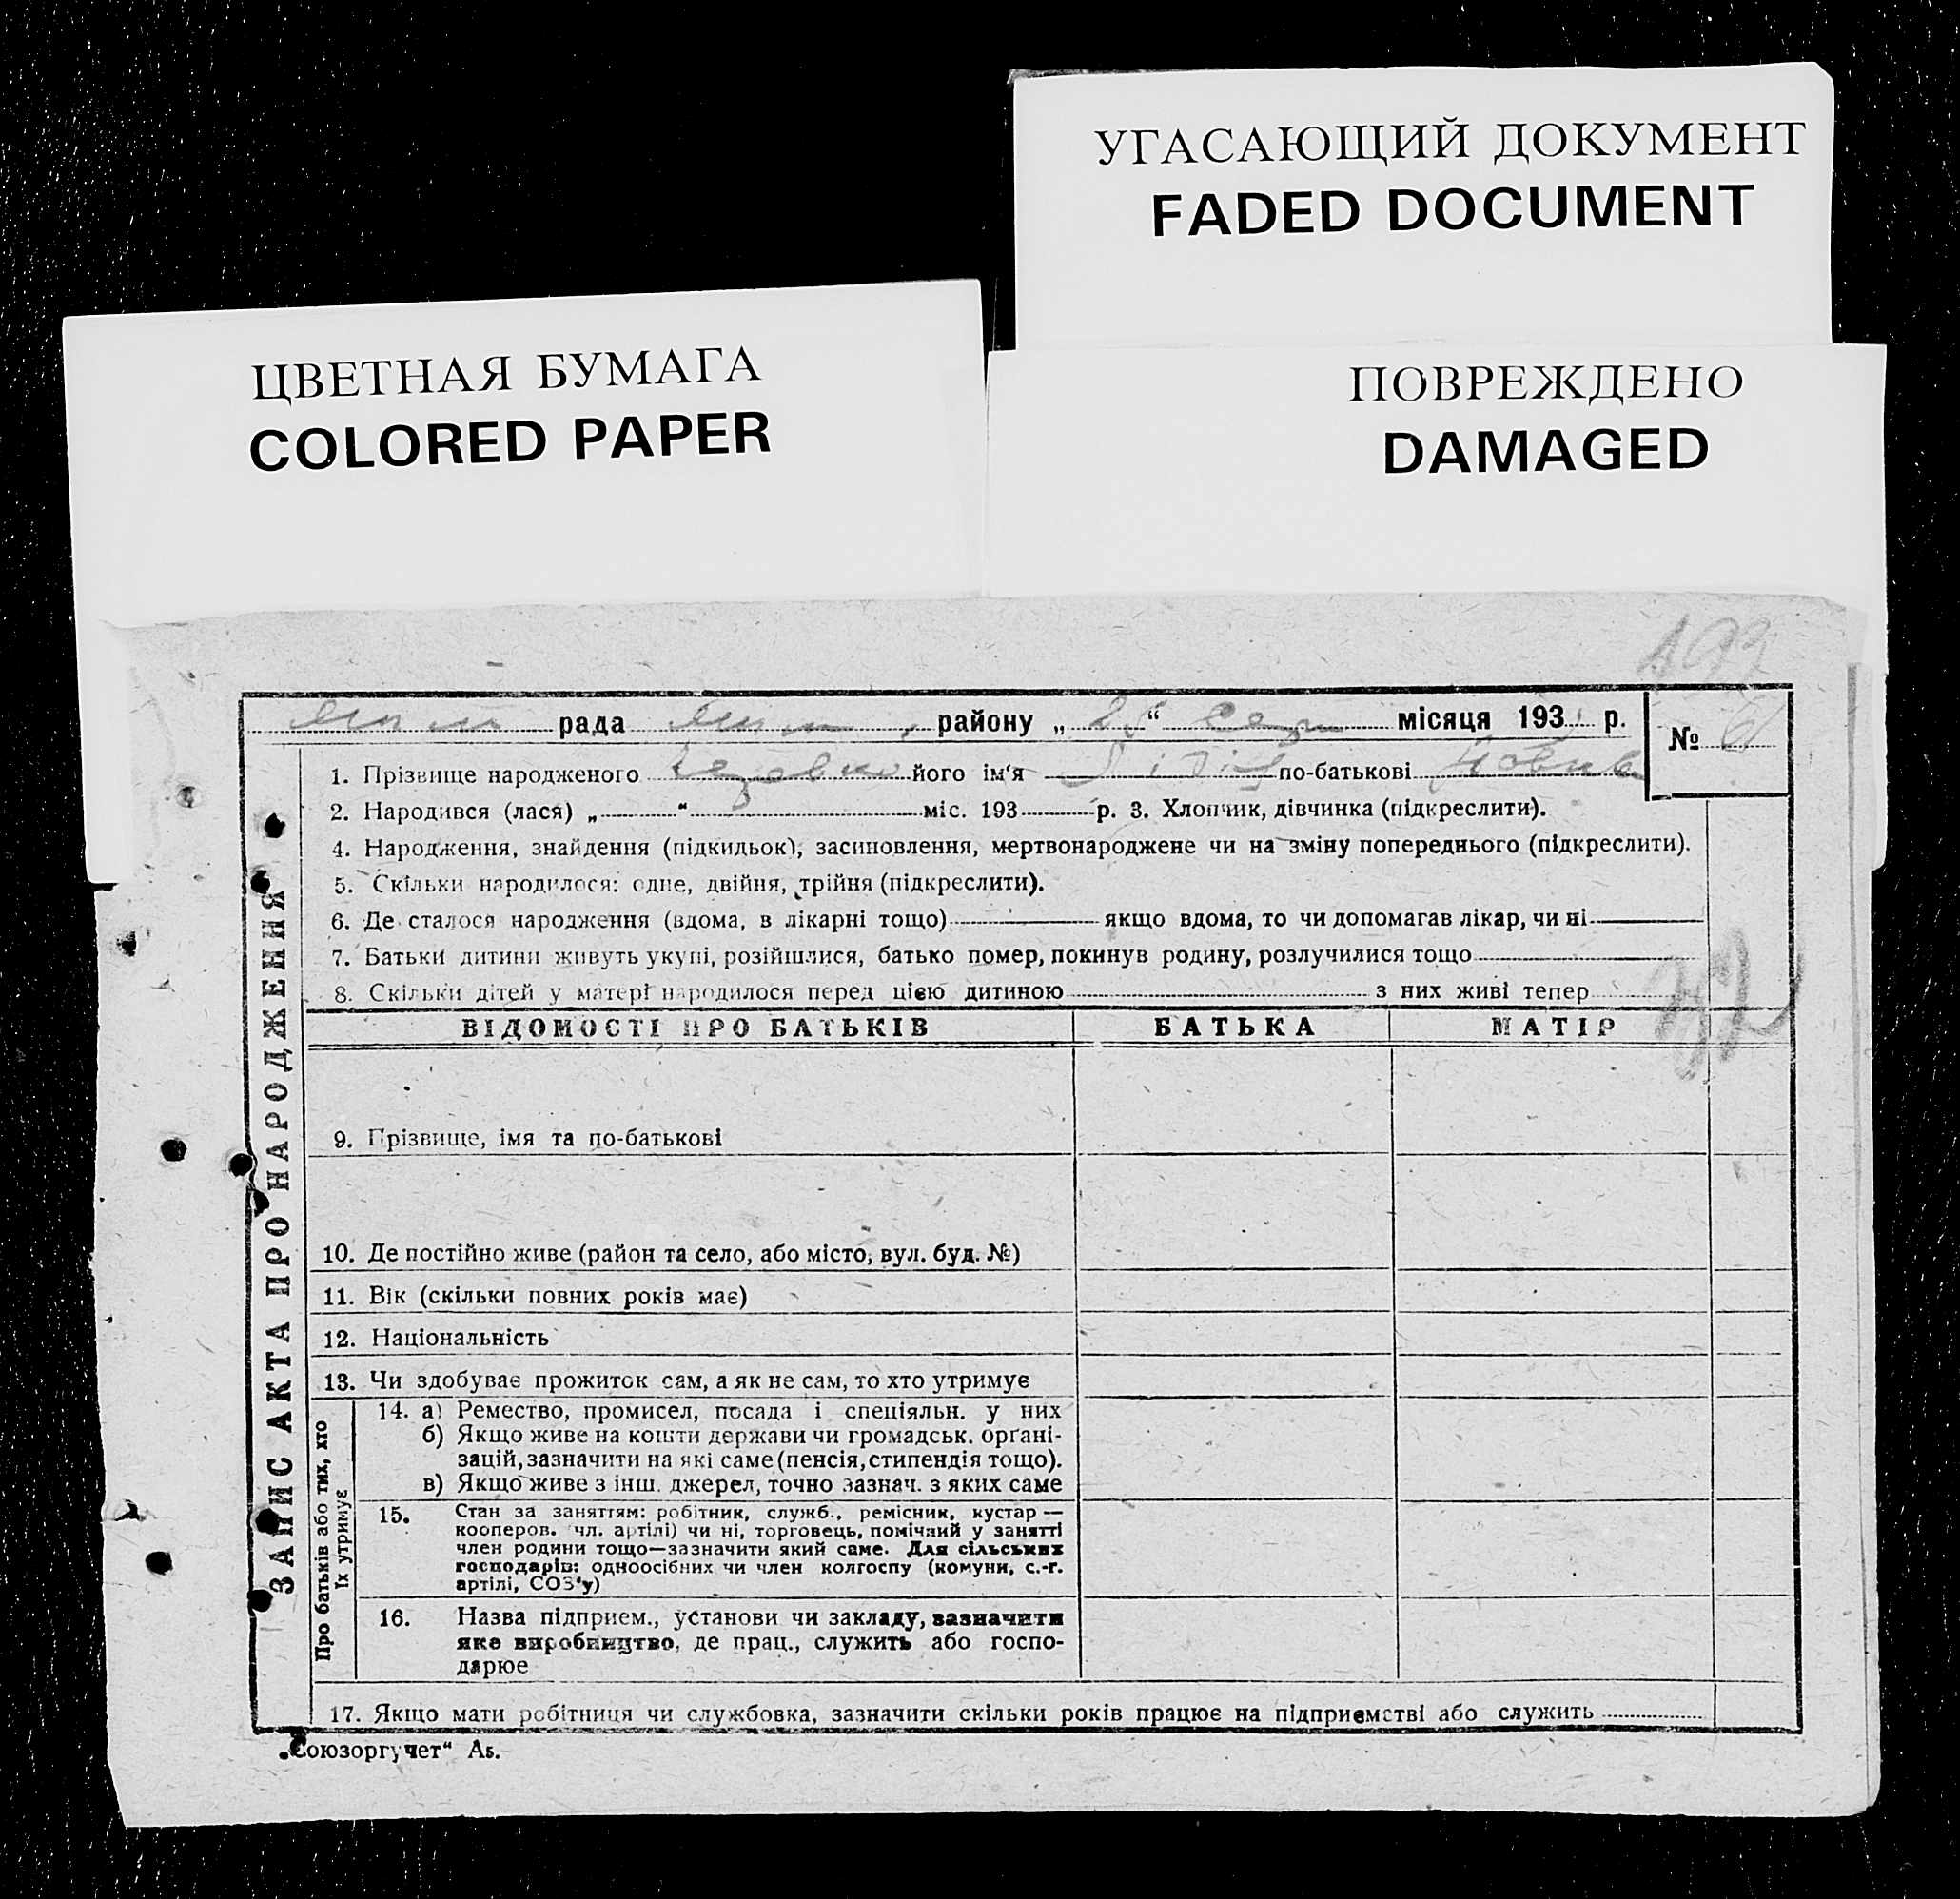 УГАСАЮЩИЙ ДОКУМЕНТ
FADED DOCUMENT
ЦВЕТНАЯ БУМАГА
COLORED PAPER
ПОВРЕЖДЕНО
DAMAGED
рада району „ “ місяця 193 р.
№
1. Прізвище народженого його ім‘я по-батькові
2. Народився (лася) „ “ міс. 193 р. 3. Хлопчик, дівчинка (підкреслити).
4. Народження, знайдення (підкидьок), засиновлення, мертвонароджене чи на зміну попереднього (підкреслити).
5. Скільки народилося: одне, двійня, трійня (підкреслити).
6. Де сталося народження (вдома, в лікарні тощо) якщо вдома, то чи допомагав лікар, чи ні
7. Батьки дитини живуть укупі, розійшлися, батько помер, покинув родину, розлучилися тощо
8. Скільки дітей у матері народилося перед цією дитиною з них живі тепер
ЗАПИС АКТА ПРО НАРОДЖЕННЯ
ВІДОМОСТІ ПРО БАТЬКІВ БАТЬКА МАТІР
9. Прізвище, імя та по-батькові
10. Де постійно живе (район та село, або місто, вул. буд. №)
11. Вік (скільки повних років має)
12. Національність
13. Чи здобуває прожиток сам, а як не сам, то хто утримує
Про батьків або тих, хто
їх утримує
14. а) Ремество, промисел, посада і спеціяльн. у них
б) Якщо живе на кошти держави чи громадськ. орґані-
зацій, зазначити на які саме (пенсія, стипендія тощо).
в) Якщо живе з інш. джерел, точно зазнач. з яких саме
15. Стан за заняттям: робітник, служб., ремісник, кустар —
кооперов. чл. артілі) чи ні, торговець, помічний у занятті
член родини тощо—зазначити який саме. Для сільських
господарів: одноосібних чи член колгоспу (комуни, с.-г.
артілі, СОЗ‘у)
16. Назва підприєм., установи чи закладу, зазначити
яке виробництво, де прац., служить або госпо-
дарює
17. Якщо мати робітниця чи службовка, зазначити скільки років працює на підприємстві або служить
„Союзоргучет“ А5.